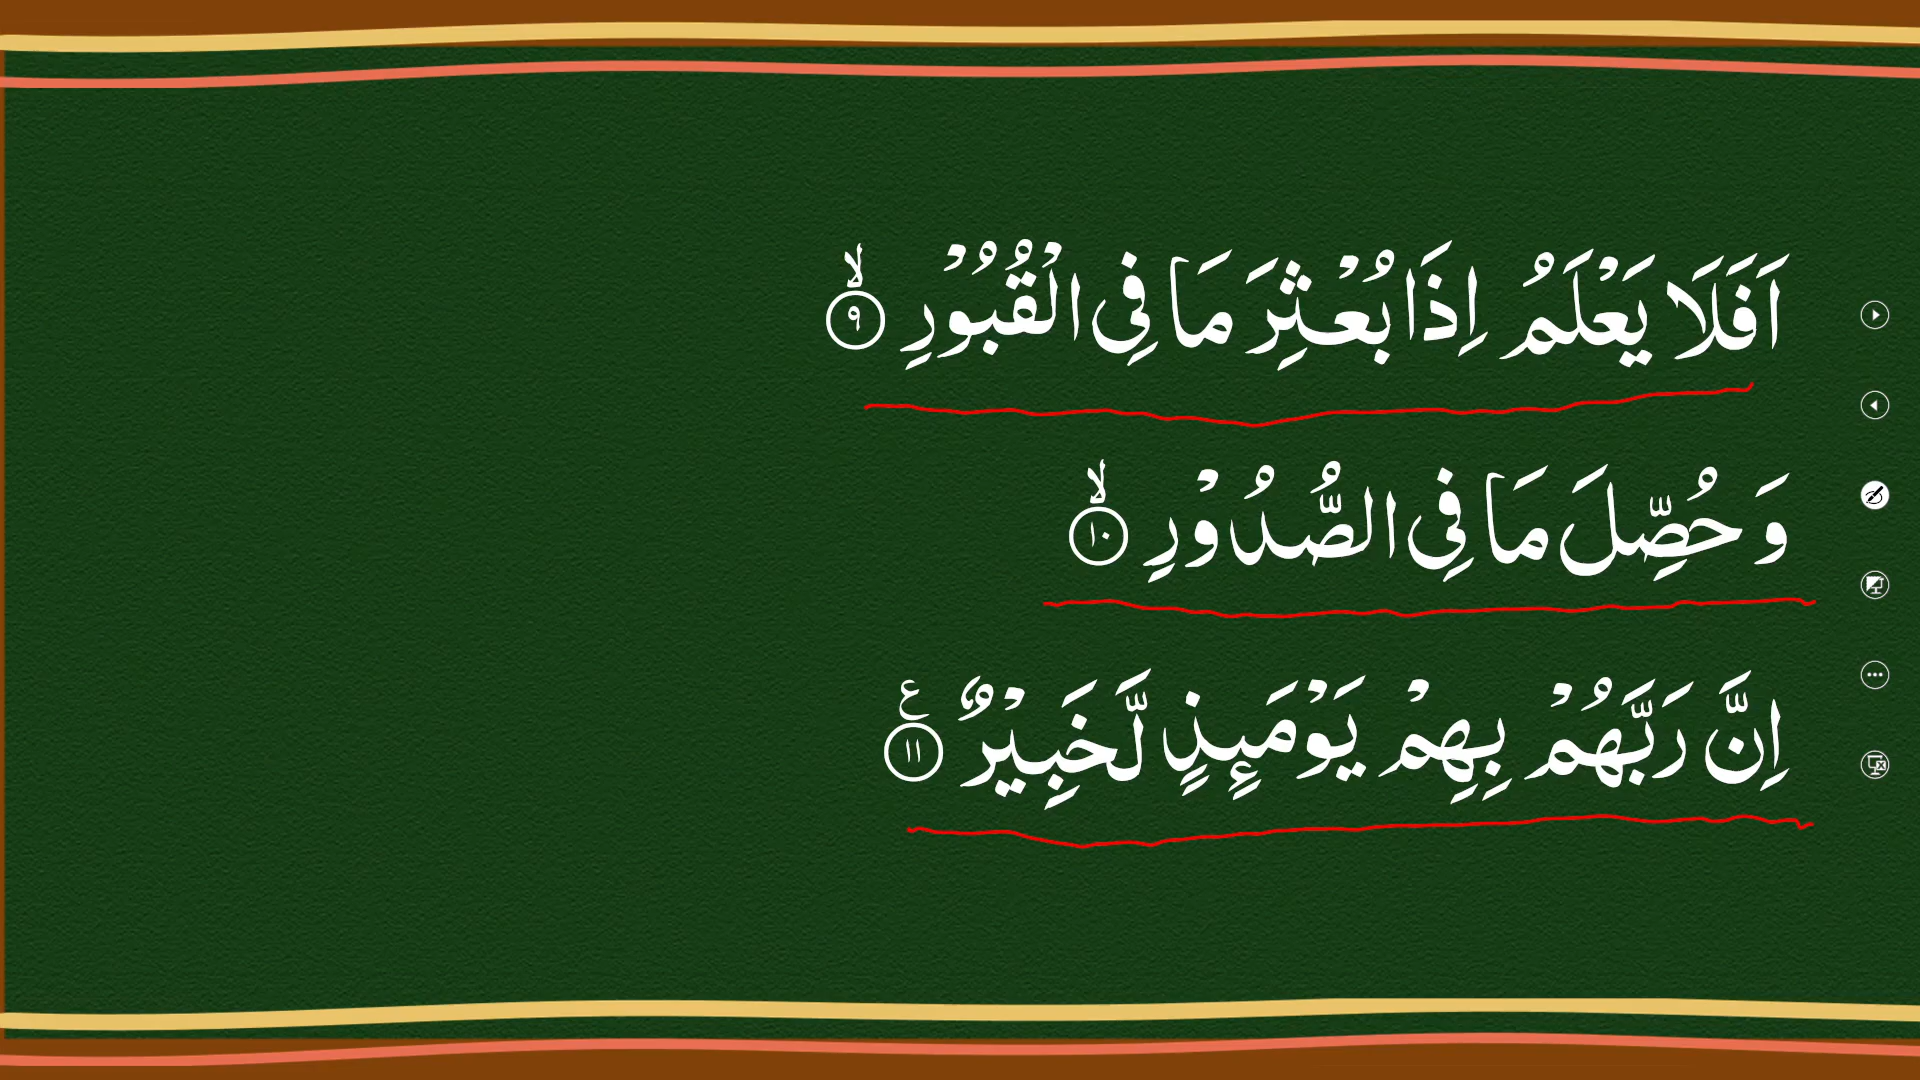 اَفَلَا يَعْلَمُ اِذَا بُعْثِرَ مَا فِى الْقُبُوْرِ ۙ ٩
وَحُصِّلَ مَا فِى الصُّدُوْرِ ۙ ١٠
اِنَّ رَبَّهُمْ بِهِمْ يَوْمَىِٕذٍ لَّخَبِيْرٌ ࣖ ١١